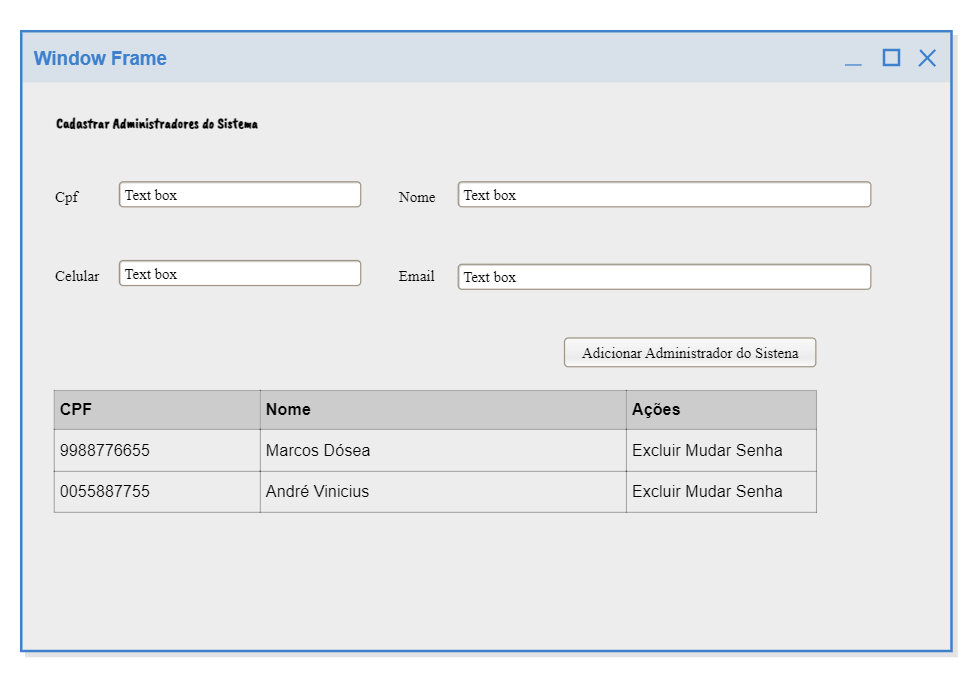 Window Frame
Cadastrar Administradores do Sistema
Cpf Text box Nome Text box
Celular Text box Email Text box
Adicionar Administrador do Sistena
CPF Nome Ações
9988776655 Marcos Dósea Excluir Mudar Senha
0055887755 André Vinicius Excluir Mudar Senha